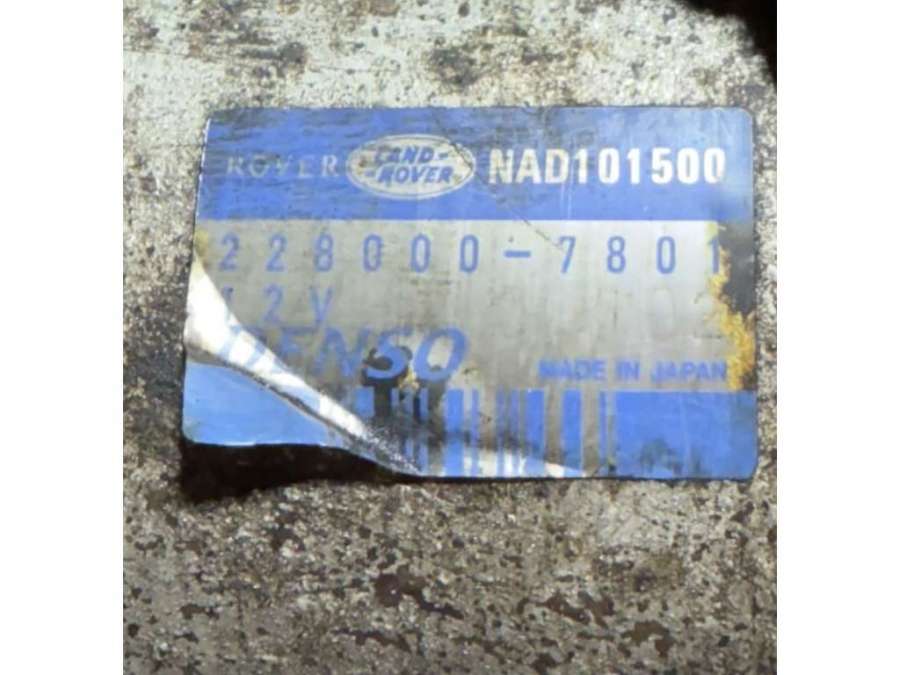 ROVER LAND-ROVER NAD101500
228000-7801
12V
DENSO MADE IN JAPAN